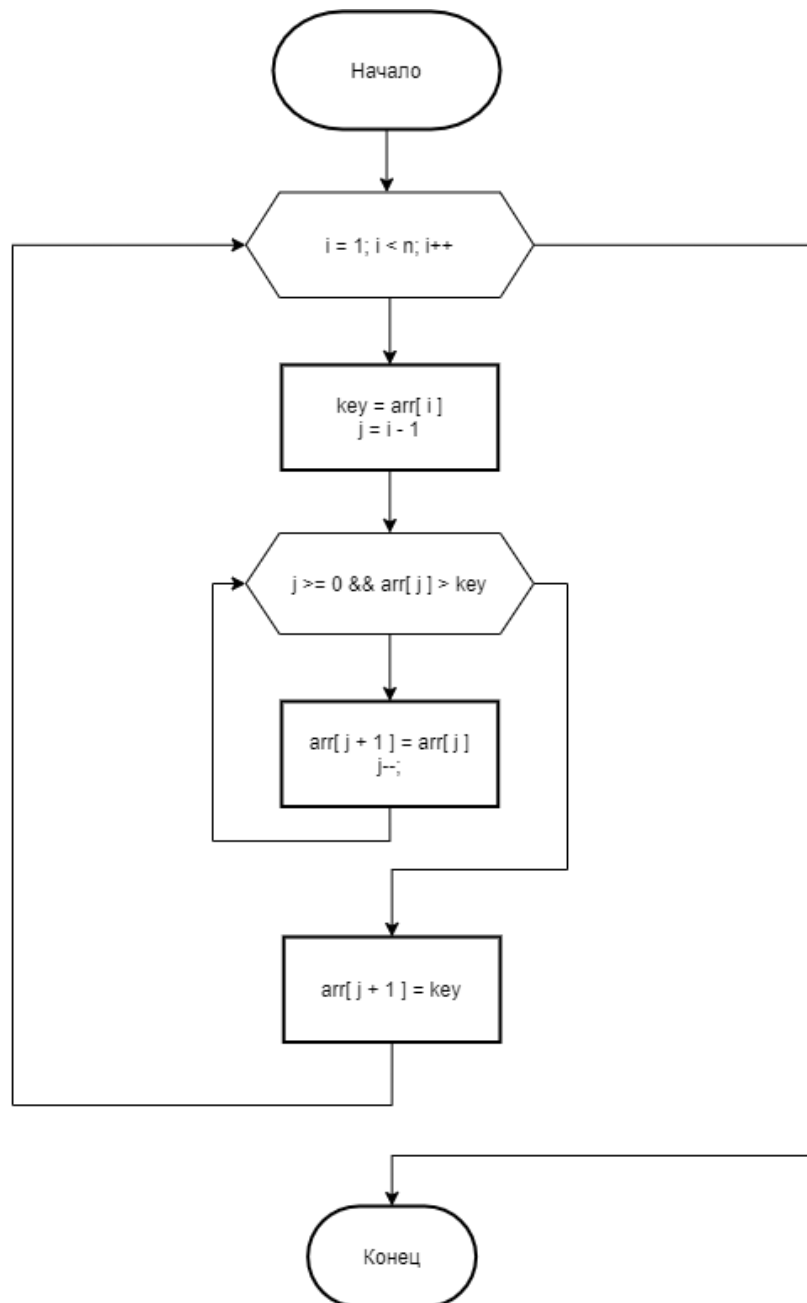 Начало
i = 1; i < n; i++
key = arr[ i ]
j = i - 1
j >= 0 && arr[ j ] > key
arr[ j + 1 ] = arr[ j ]
j--;
arr[ j + 1 ] = key
Конец